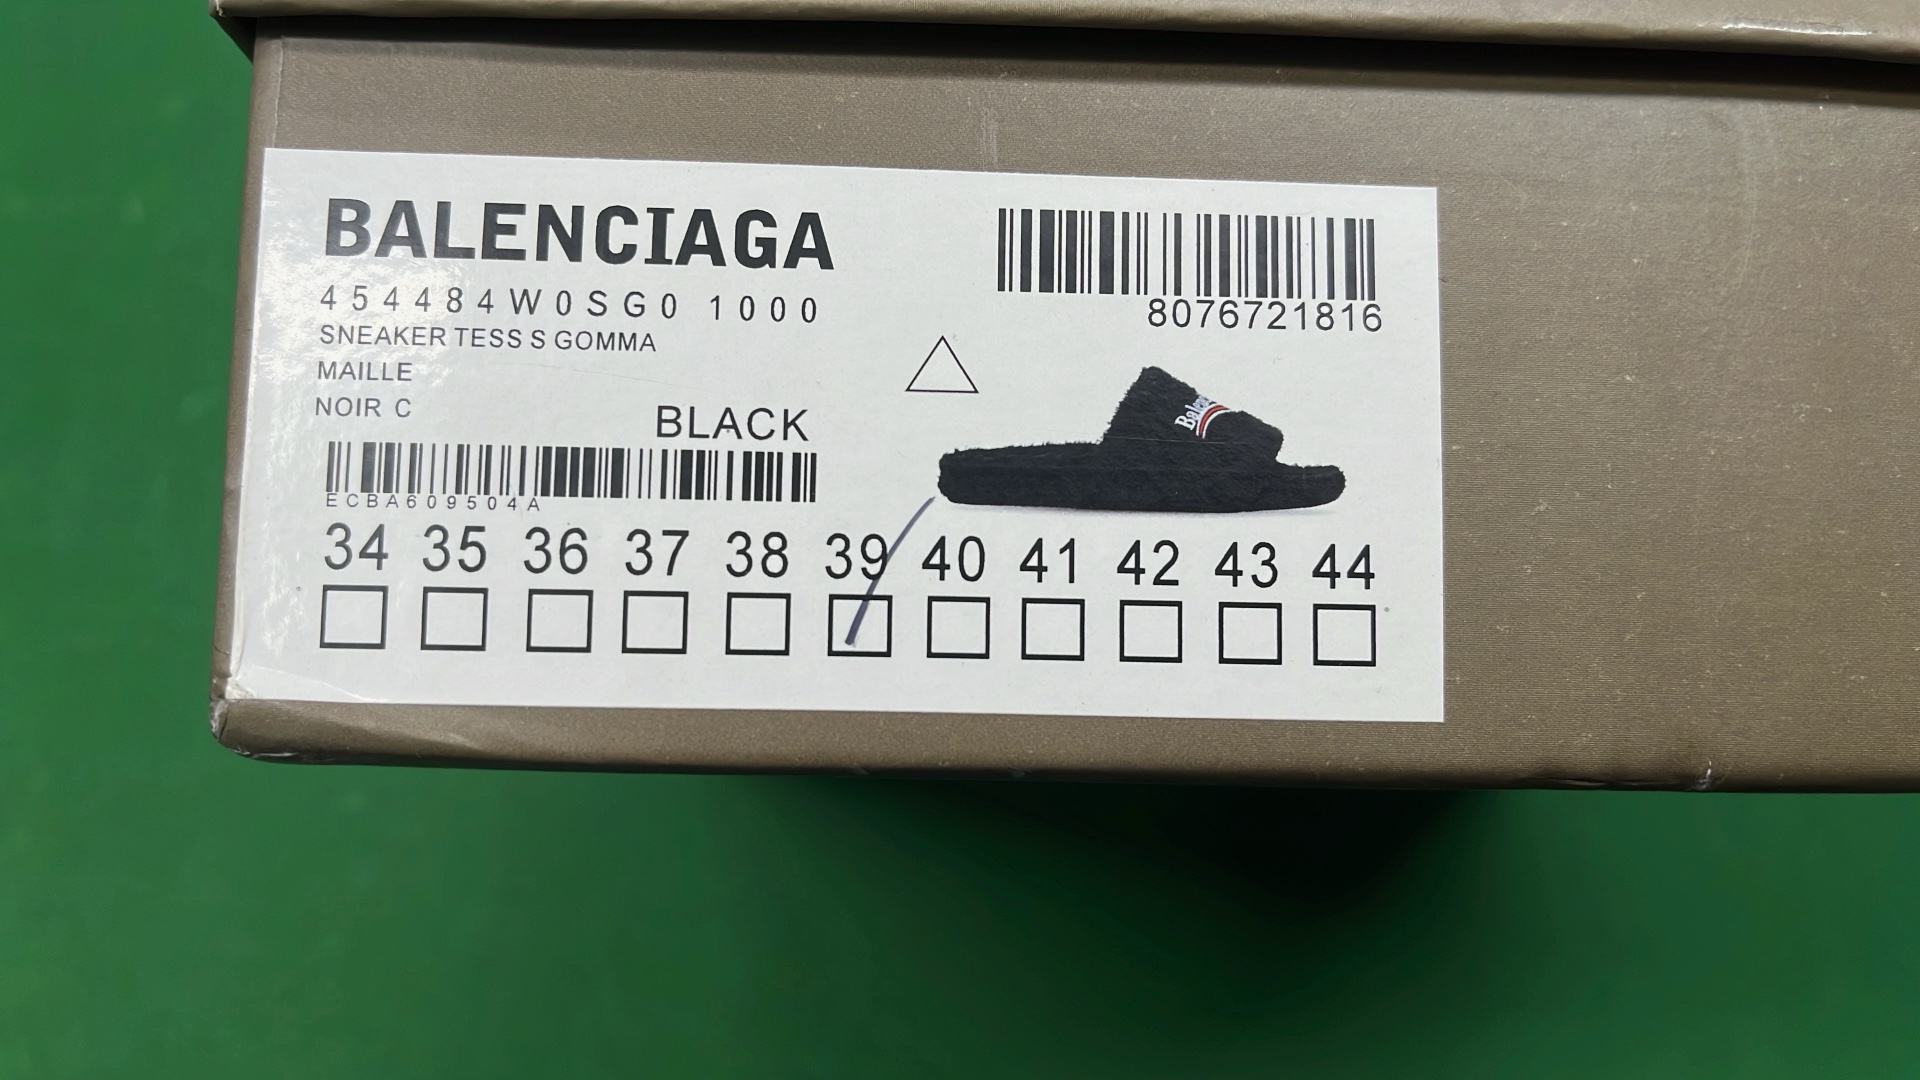 BALENCIAGA
454484W0SG0 1000
SNEAKER TESS S GOMMA
MAILLE
NOIR C
BLACK
ECBA609504A
8076721816
34 35 36 37 38 39 40 41 42 43 44